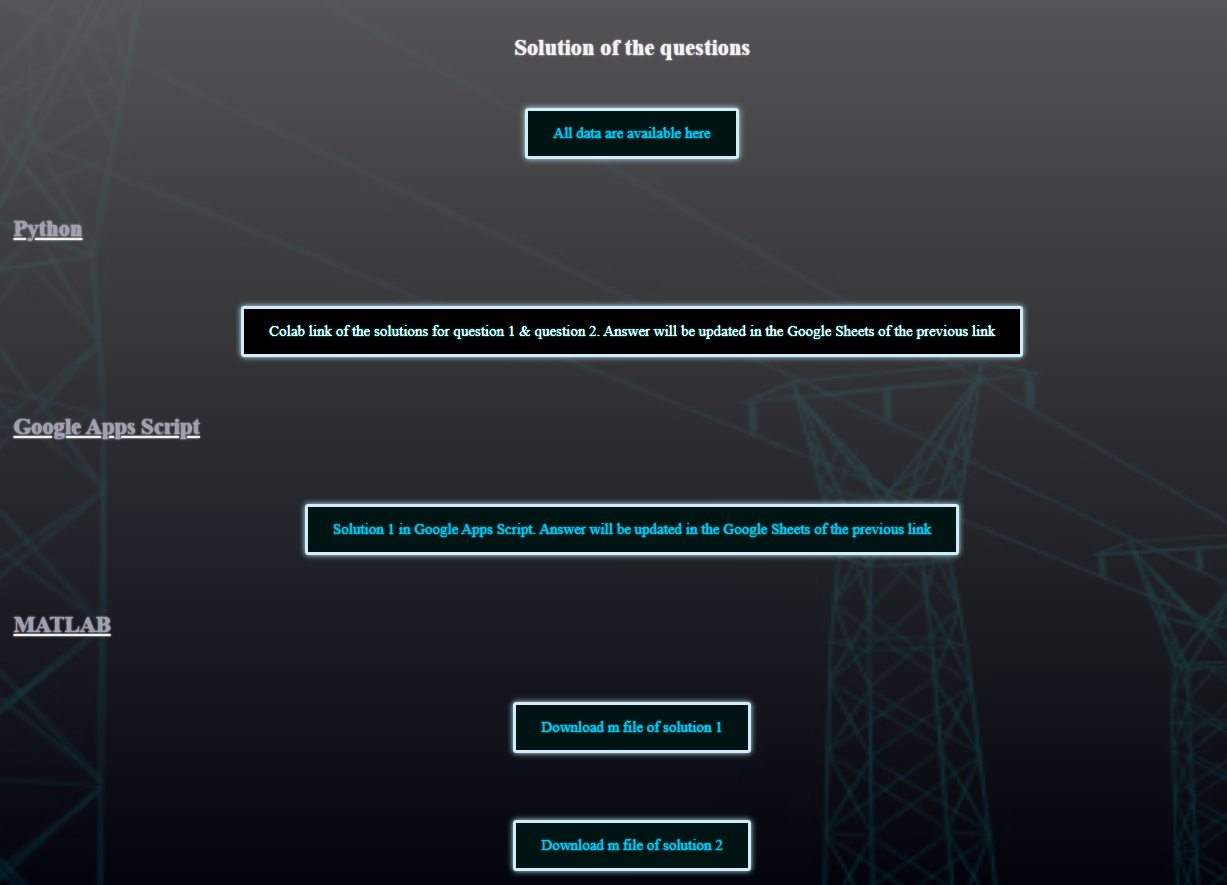 Solution of the questions
All data are available here
Python
Colab link of the solutions for question 1 & question 2. Answer will be updated in the Google Sheets of the previous link
Google Apps Script
Solution 1 in Google Apps Script. Answer will be updated in the Google Sheets of the previous link
MATLAB
Download m file of solution 1
Download m file of solution 2